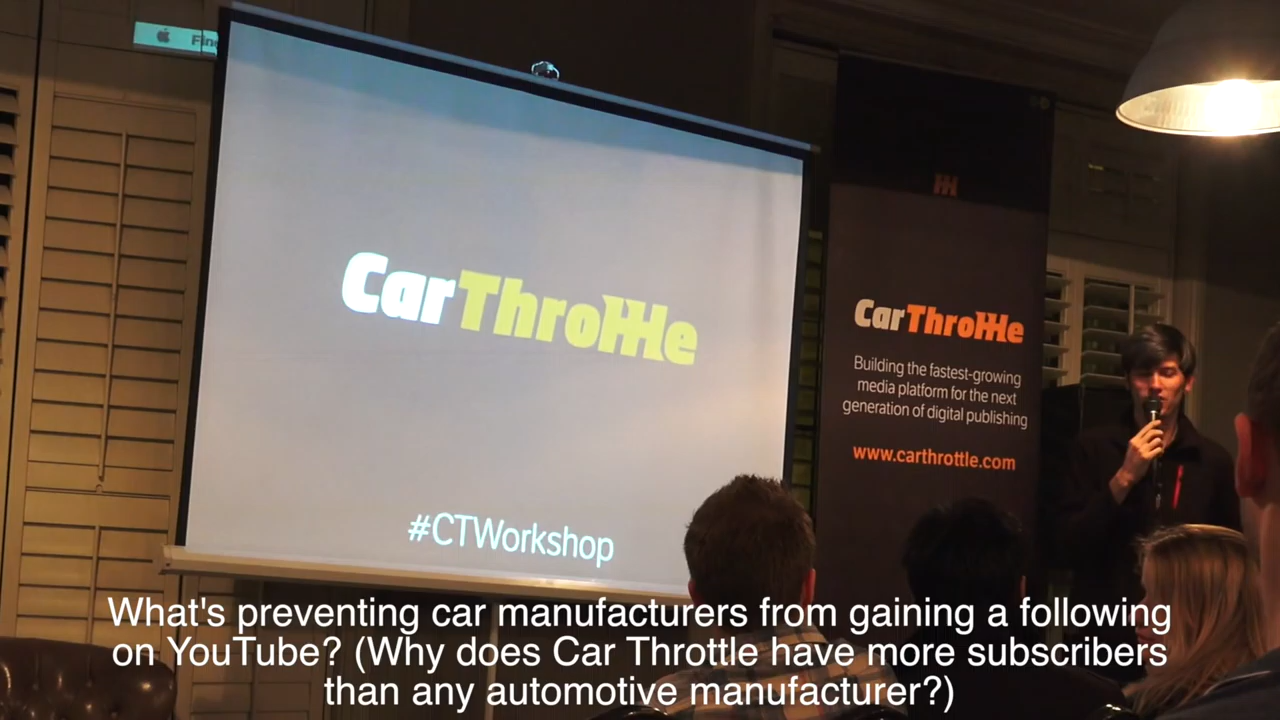 Fin
CarThrottle
#CTWorkshop
CarThrottle
Building the fastest-growing
media platform for the next
generation of digital publishing
www.carthrottle.com
What's preventing car manufacturers from gaining a following
on YouTube? (Why does Car Throttle have more subscribers
than any automotive manufacturer?)